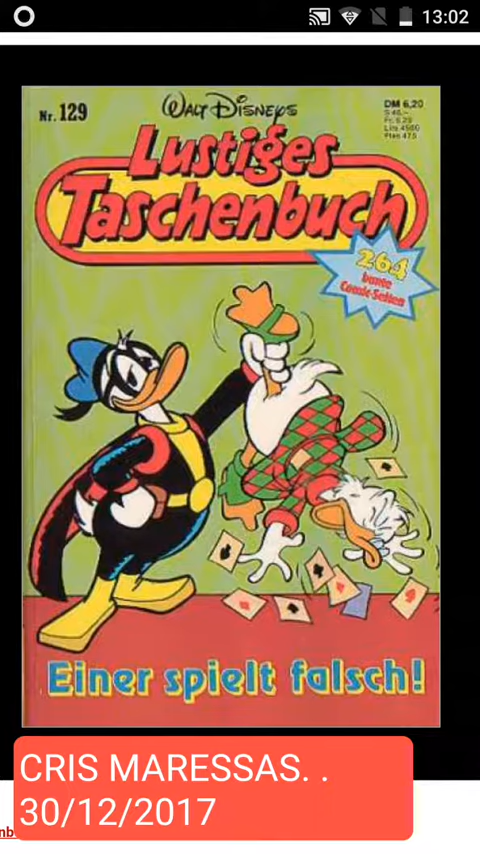 13:02
Nr. 129
WALT DISNEYS
DM 6,20
Lustiges
Taschenbuch
264
bunte
Comic-Seiten
Einer spielt falsch!
CRIS MARESSAS. .
30/12/2017